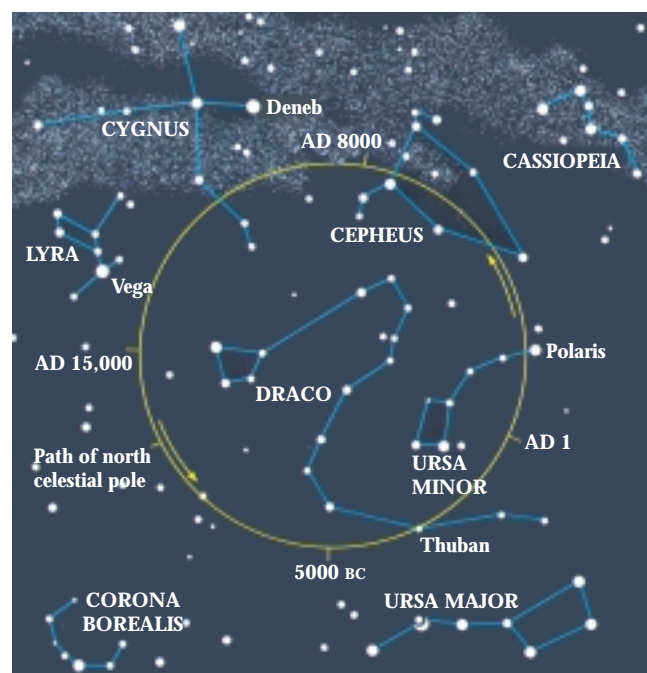 Deneb
CYGNUS
AD 8000
CASSIOPEIA
CEPHEUS
LYRA
Vega
Polaris
AD 15,000
DRACO
AD 1
Path of north
celestial pole
URSA
MINOR
Thuban
5000 BC
CORONA
BOREALIS
URSA MAJOR